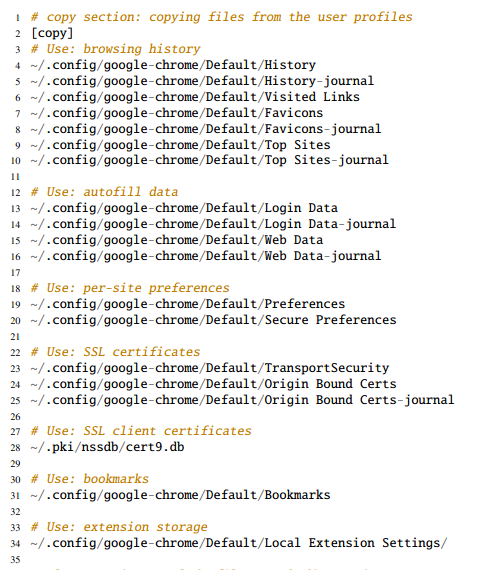 1 # copy section: copying files from the user profiles
2 [copy]
3 # Use: browsing history
4 ~/.config/google-chrome/Default/History
5 ~/.config/google-chrome/Default/History-journal
6 ~/.config/google-chrome/Default/Visited Links
7 ~/.config/google-chrome/Default/Favicons
8 ~/.config/google-chrome/Default/Favicons-journal
9 ~/.config/google-chrome/Default/Top Sites
10 ~/.config/google-chrome/Default/Top Sites-journal
11
12 # Use: autofill data
13 ~/.config/google-chrome/Default/Login Data
14 ~/.config/google-chrome/Default/Login Data-journal
15 ~/.config/google-chrome/Default/Web Data
16 ~/.config/google-chrome/Default/Web Data-journal
17
18 # Use: per-site preferences
19 ~/.config/google-chrome/Default/Preferences
20 ~/.config/google-chrome/Default/Secure Preferences
21
22 # Use: SSL certificates
23 ~/.config/google-chrome/Default/TransportSecurity
24 ~/.config/google-chrome/Default/Origin Bound Certs
25 ~/.config/google-chrome/Default/Origin Bound Certs-journal
26
27 # Use: SSL client certificates
28 ~/.pki/nssdb/cert9.db
29
30 # Use: bookmarks
31 ~/.config/google-chrome/Default/Bookmarks
32
33 # Use: extension storage
34 ~/.config/google-chrome/Default/Local Extension Settings/
35